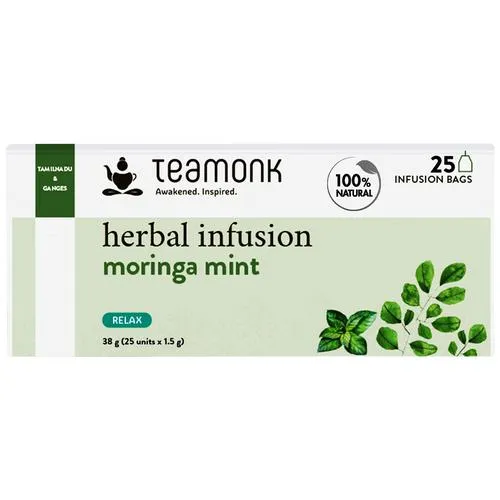 TAMILNADU
&
GANGES
teamonk
Awakened. Inspired.
100%
NATURAL
25
INFUSION BAGS
herbal infusion
moringa mint
RELAX
38 g (25 units x 1.5 g)